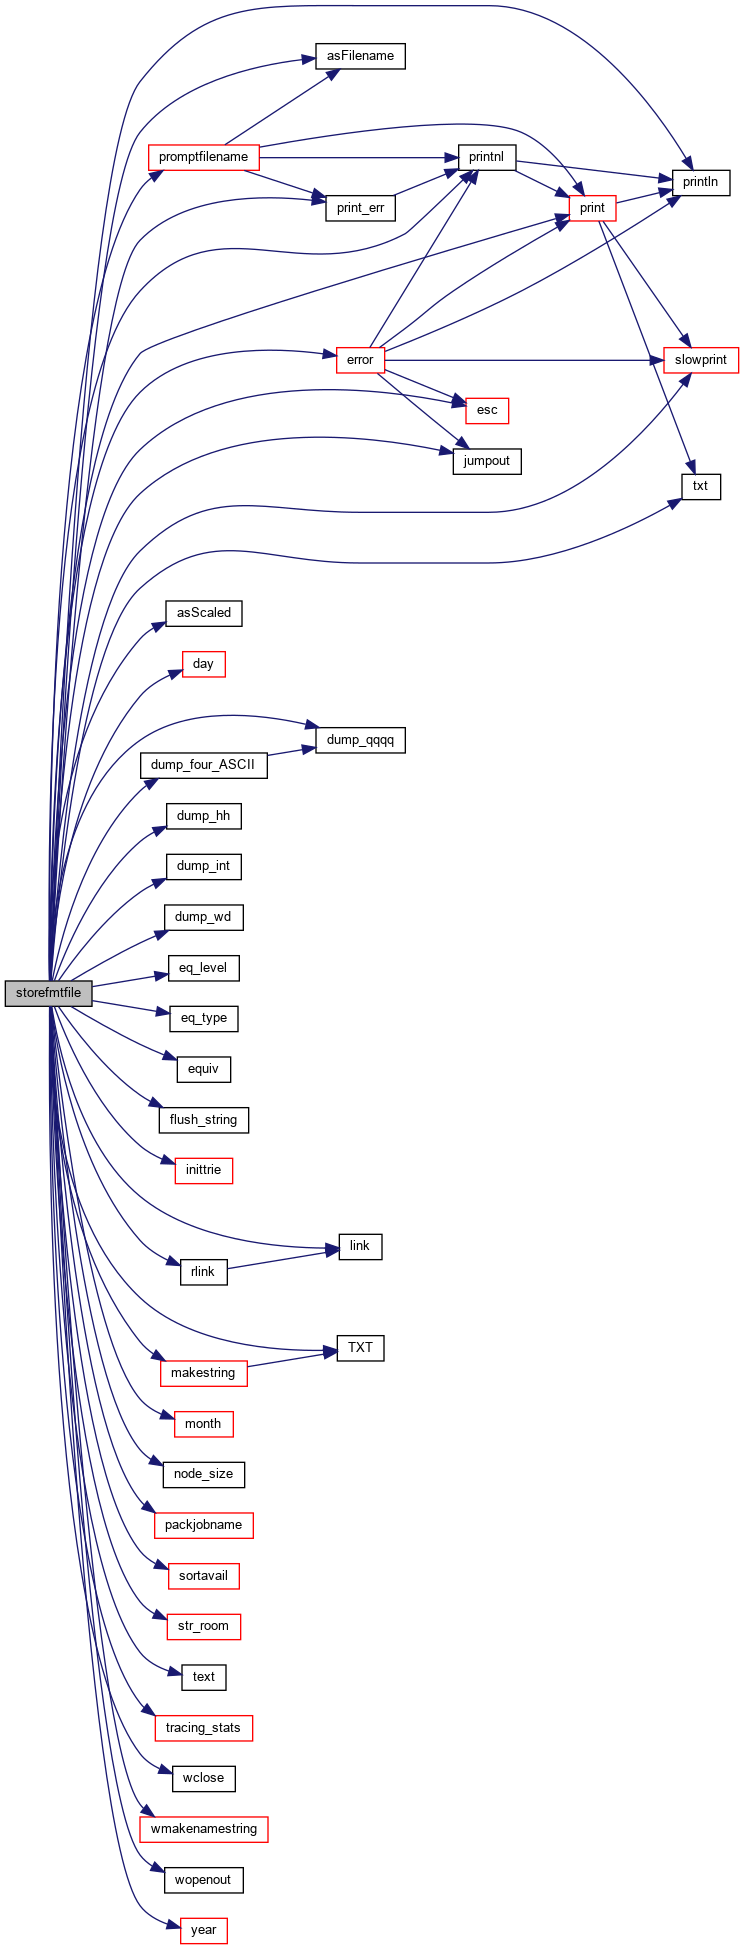 asFilename
promptfilename
printnl
println
print_err
print
error
slowprint
esc
jumpout
txt
asScaled
day
dump_qqqq
dump_four_ASCII
dump_hh
dump_int
dump_wd
eq_level
storefmtfile
eq_type
equiv
flush_string
inittrie
link
rlink
TXT
makestring
month
node_size
packjobname
sortavail
str_room
text
tracing_stats
wclose
wmakenamestring
wopenout
year